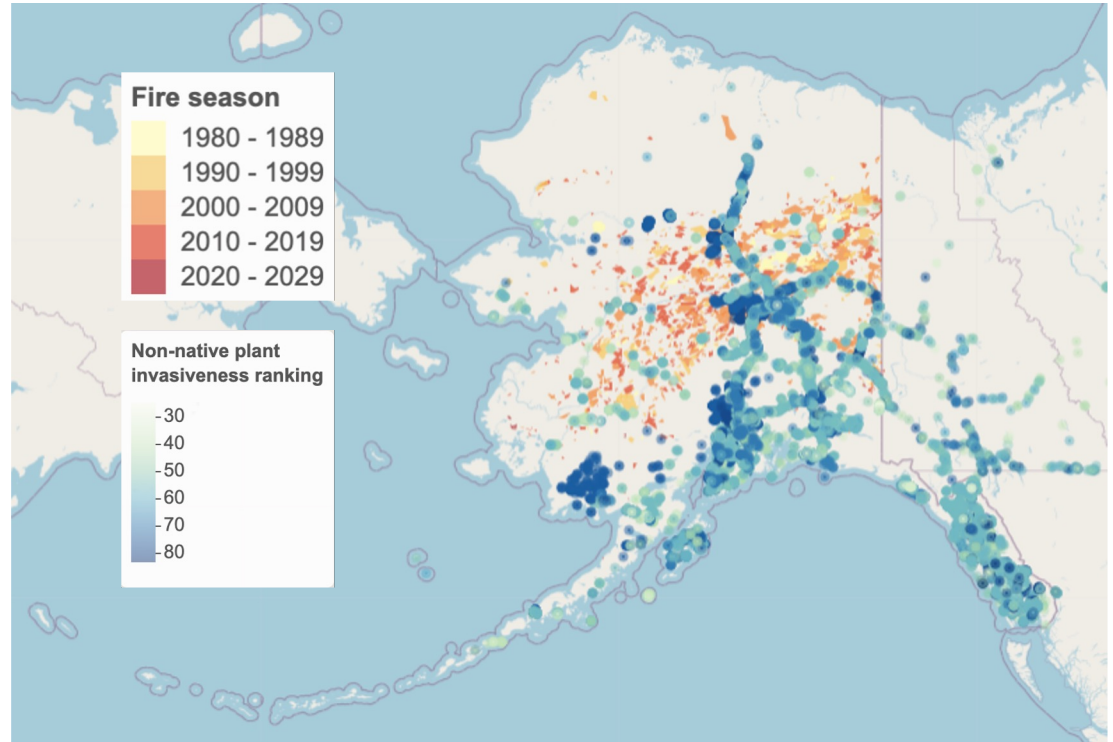 Fire season
1980 - 1989
1990 - 1999
2000 - 2009
2010 - 2019
2020 - 2029
Non-native plant
invasiveness ranking
30
40
50
60
70
80